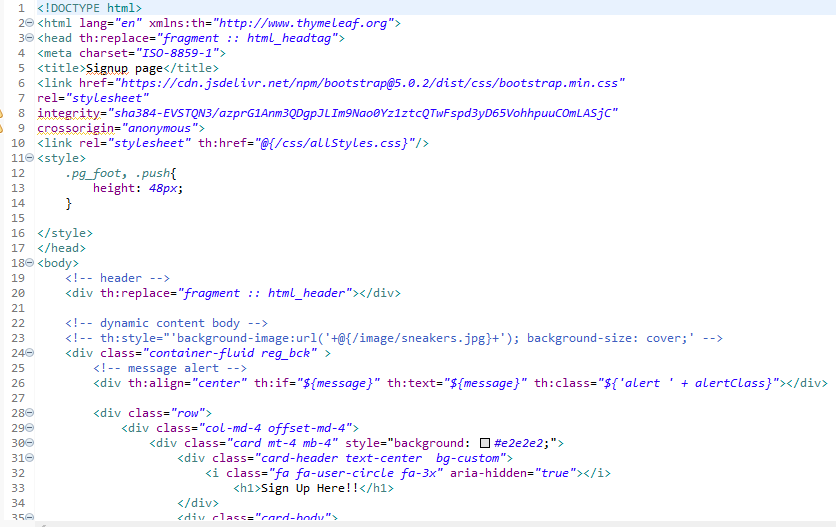 1 <!DOCTYPE html>
2 <html lang="en" xmlns:th="http://www.thymeleaf.org">
3 <head th:replace="fragment :: html_headtag">
4 <meta charset="ISO-8859-1">
5 <title>Signup page</title>
6 <link href="https://cdn.jsdelivr.net/npm/bootstrap@5.0.2/dist/css/bootstrap.min.css"
7 rel="stylesheet"
8 integrity="sha384-EVSTQN3/azprG1Anm3QDgpJLIm9Nao0Yz1ztcQTwFspd3yD65VohhpuuCOmLASjC"
9 crossorigin="anonymous">
10 <link rel="stylesheet" th:href="@{/css/allStyles.css}"/>
11 <style>
12 .pg_foot, .push{
13 height: 48px;
14 }
15
16 </style>
17 </head>
18 <body>
19 <!-- header -->
20 <div th:replace="fragment :: html_header"></div>
21
22 <!-- dynamic content body -->
23 <!-- th:style="'background-image:url('+@{/image/sneakers.jpg}+'); background-size: cover;' -->
24 <div class="container-fluid reg_bck" >
25 <!-- message alert -->
26 <div th:align="center" th:if="${message}" th:text="${message}" th:class="${'alert ' + alertClass}"></div>
27
28 <div class="row">
29 <div class="col-md-4 offset-md-4">
30 <div class="card mt-4 mb-4" style="background: #e2e2e2;">
31 <div class="card-header text-center  bg-custom">
32 <i class="fa fa-user-circle fa-3x" aria-hidden="true"></i>
33 <h1>Sign Up Here!!</h1>
34 </div>
35 <div class="card-body">